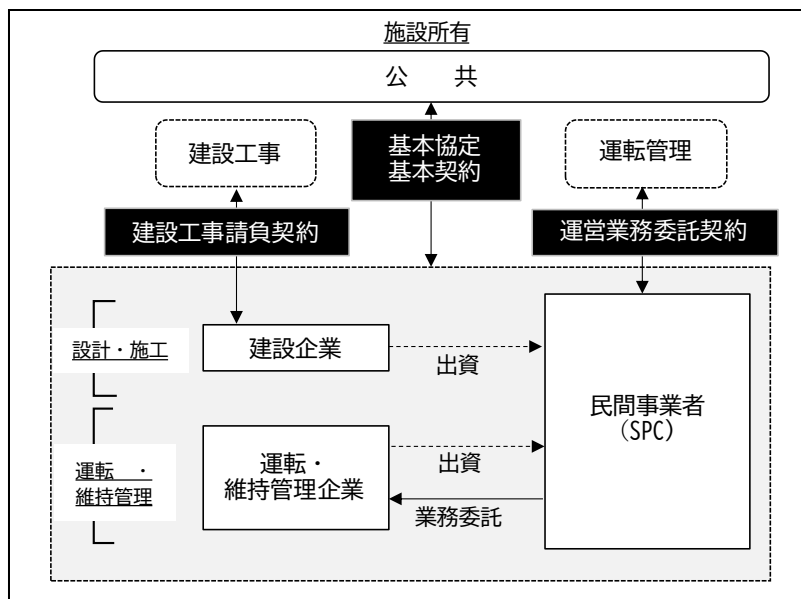 施設所有
公　共
建設工事
基本協定
基本契約
運転管理
建設工事請負契約
運営業務委託契約
設計・施工
建設企業
出資
民間事業者
（SPC）
運転　・
維持管理
運転・
維持管理企業
出資
業務委託